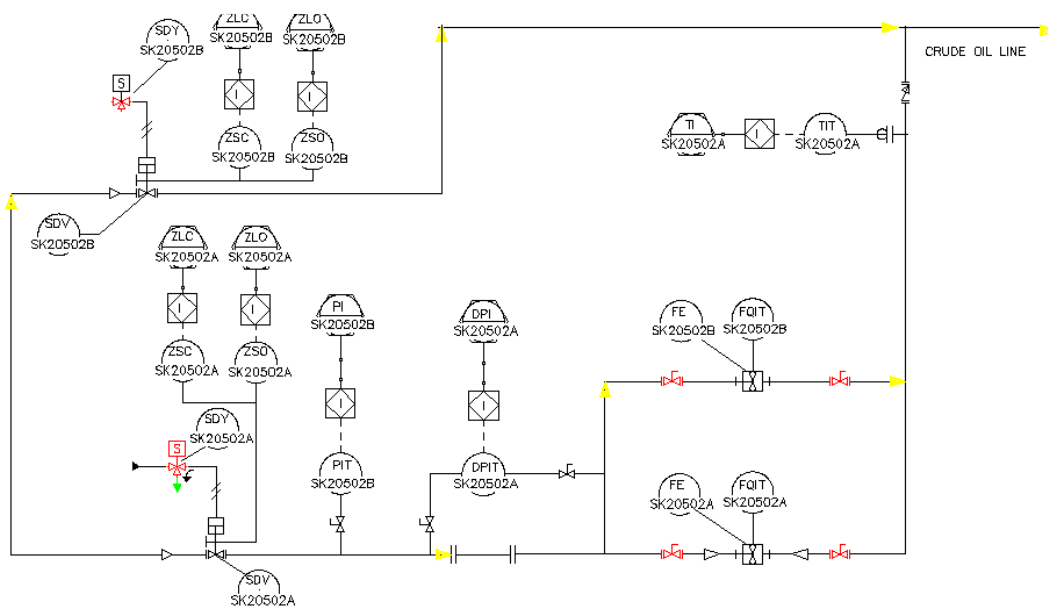 ZLC
SK20502B
ZLO
SK20502B
SDY
SK20502B
S
CRUDE OIL LINE
I
I
TI
SK20502A
I
TIT
SK20502A
ZSC
SK20502B
ZSO
SK20502B
SDV
SK20502B
ZLC
SK20502A
ZLO
SK20502A
I
I
PI
SK20502B
DPI
SK20502A
FE
SK20502B
FQIT
SK20502B
ZSC
SK20502A
ZSO
SK20502A
I
I
SDY
SK20502A
S
PIT
SK20502B
DPIT
SK20502A
FE
SK20502A
FQIT
SK20502A
SDV
SK20502A